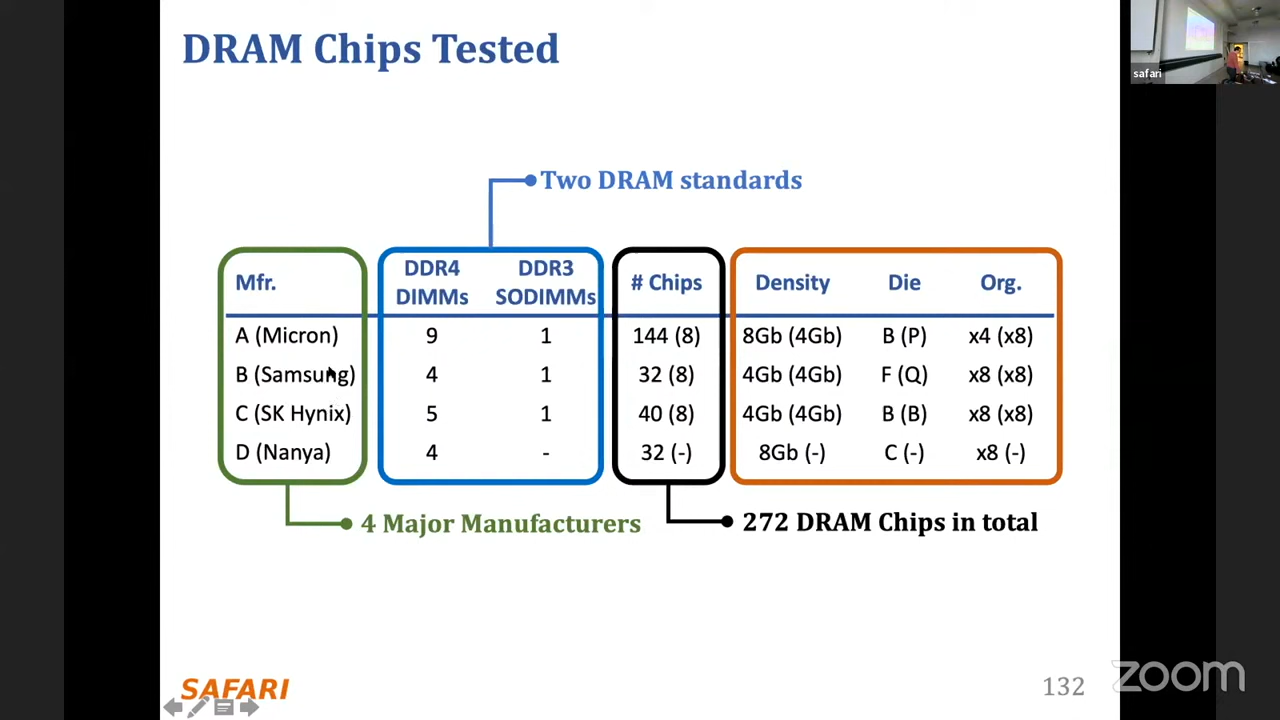 DRAM Chips Tested
safari
Two DRAM standards
Mfr. DDR4 DIMMs DDR3 SODIMMs # Chips Density Die Org.
A (Micron) 9 1 144 (8) 8Gb (4Gb) B (P) x4 (x8)
B (Samsung) 4 1 32 (8) 4Gb (4Gb) F (Q) x8 (x8)
C (SK Hynix) 5 1 40 (8) 4Gb (4Gb) B (B) x8 (x8)
D (Nanya) 4 - 32 (-) 8Gb (-) C (-) x8 (-)
4 Major Manufacturers
272 DRAM Chips in total
SAFARI
132
zoom